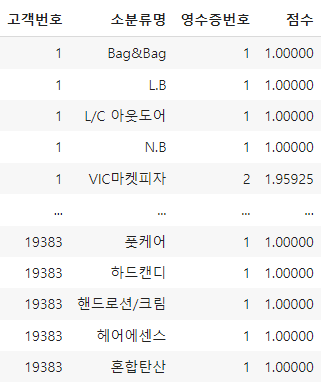 고객번호 소분류명 영수증번호 점수
1 Bag&Bag 1 1.00000
1 L.B 1 1.00000
1 L/C 아웃도어 1 1.00000
1 N.B 1 1.00000
1 VIC마켓피자 2 1.95925
... ... ... ...
19383 풋케어 1 1.00000
19383 하드캔디 1 1.00000
19383 핸드로션/크림 1 1.00000
19383 헤어에센스 1 1.00000
19383 혼합탄산 1 1.00000